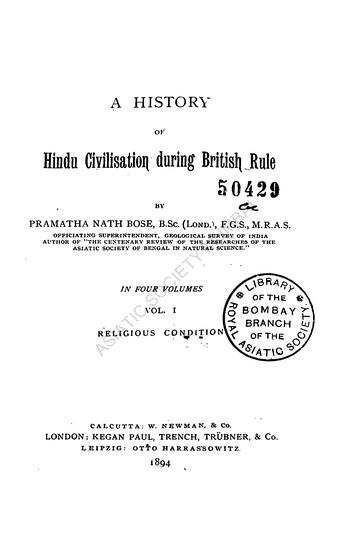 A HISTORY
OF
Hindu Civilisation during British Rule
50429
BY
PRAMATHA NATH BOSE, B.Sc. (LOND.), F.G.S., M.R.A.S.
OFFICIATING SUPERINTENDENT, GEOLOGICAL SURVEY OF INDIA
AUTHOR OF "THE CENTENARY REVIEW OF THE RESEARCHES OF THE
ASIATIC SOCIETY OF BENGAL IN NATURAL SCIENCE."
IN FOUR VOLUMES
VOL. I
RELIGIOUS CONDITION
LIBRARY
OF THE
BOMBAY
BRANCH
OF THE
ROYAL ASIATIC SOCIETY
ASIATIC SOCIETY
CALCUTTA: W. NEWMAN, & Co.
LONDON: KEGAN PAUL, TRENCH, TRÜBNER, & Co.
LEIPZIG: OTTO HARRASSOWITZ
1894